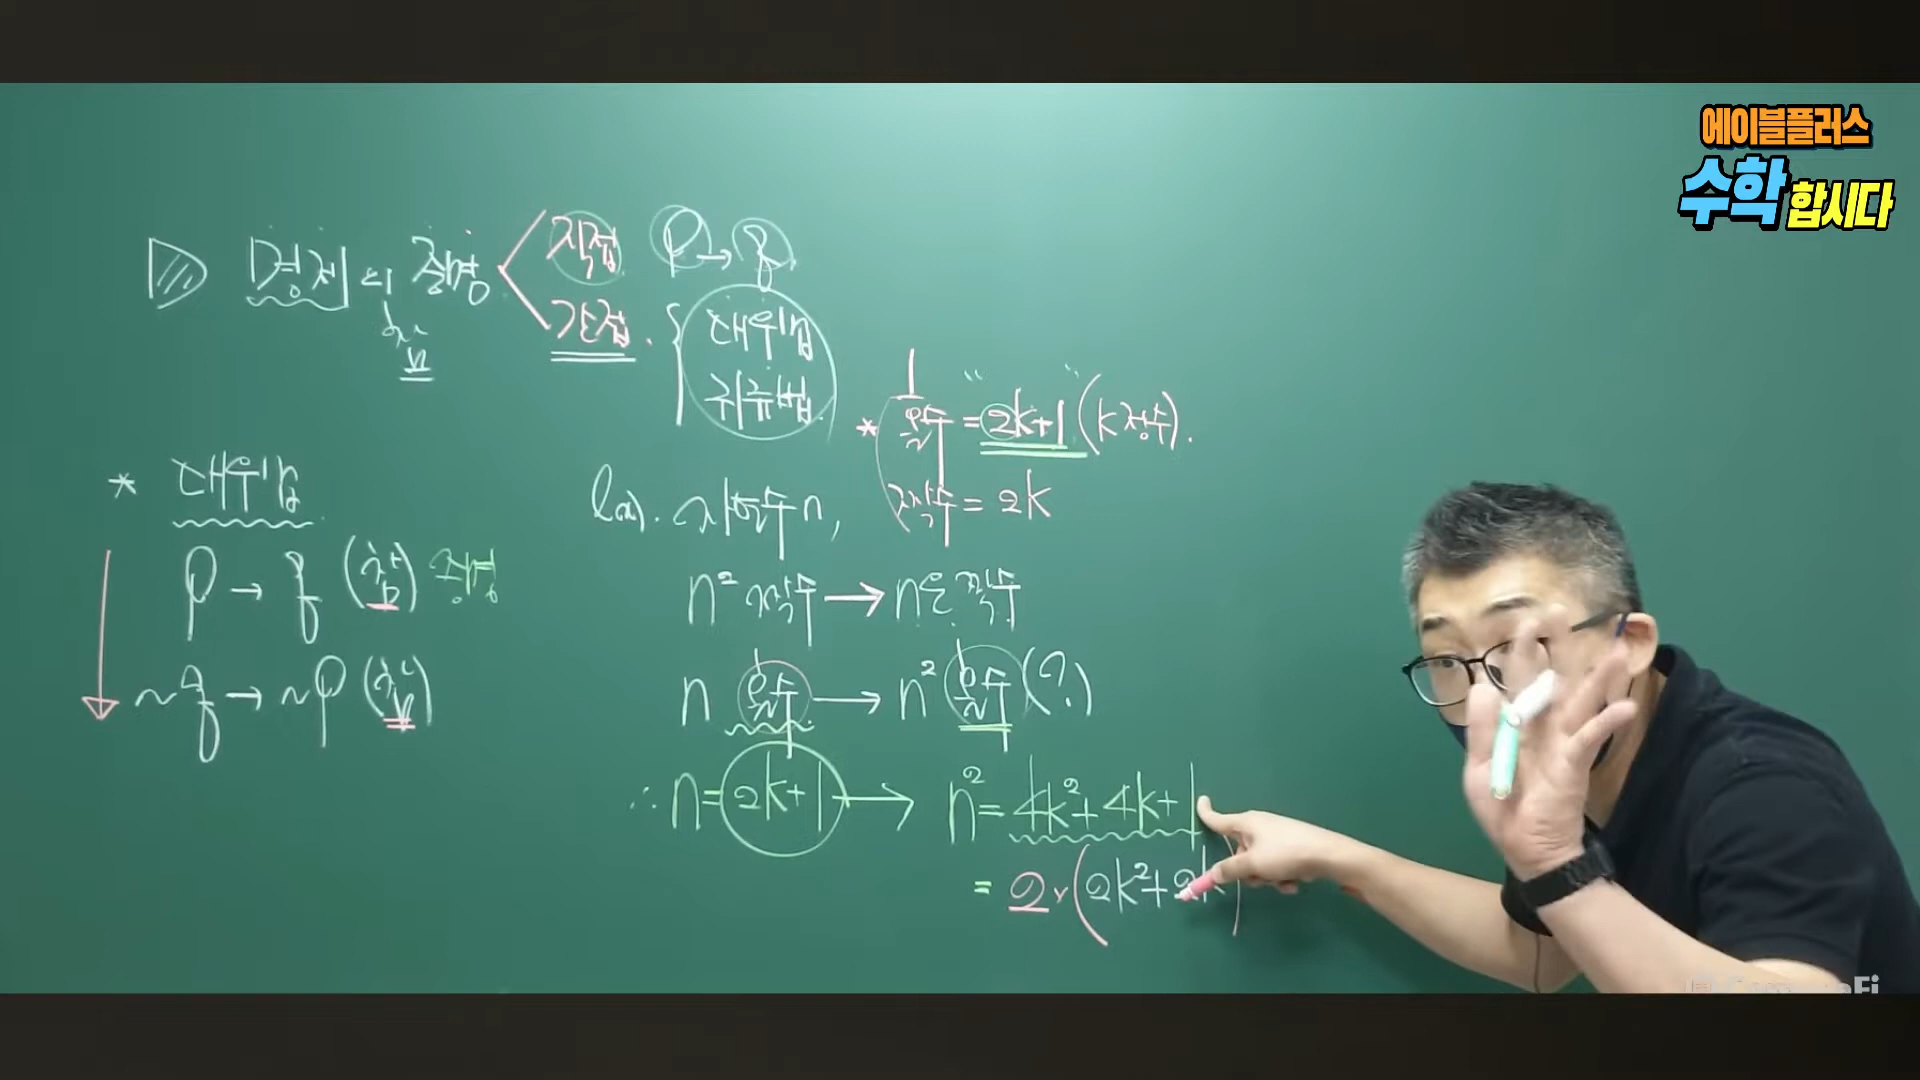 에이블플러스
수학 합시다
명제의 증명
직접 p → q
간접. { 대우법
귀류법.
* 홀수 = 2k+1 (k 정수).
짝수 = 2k
* 대우법
p → q (참) 증명
~q → ~p (참)
ex). 자연수 n,
n² 짝수 → n은 짝수
n 홀수 → n² 홀수 (?)
∴ n = 2k+1 → n² = 4k²+4k+1
= 2×(2k²+2k)